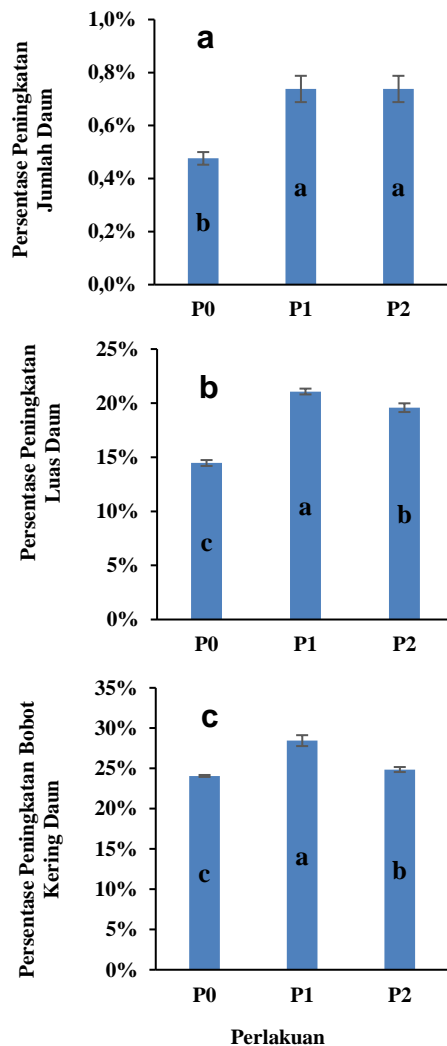 Persentase Peningkatan
Jumlah Daun
a
1,0%
0,8%
0,6%
0,4%
0,2%
0,0%
b
a
a
P0
P1
P2
Persentase Peningkatan
Luas Daun
b
25%
20%
15%
10%
5%
0%
c
a
b
P0
P1
P2
Persentase Peningkatan Bobot
Kering Daun
c
35%
30%
25%
20%
15%
10%
5%
0%
c
a
b
P0
P1
P2
Perlakuan